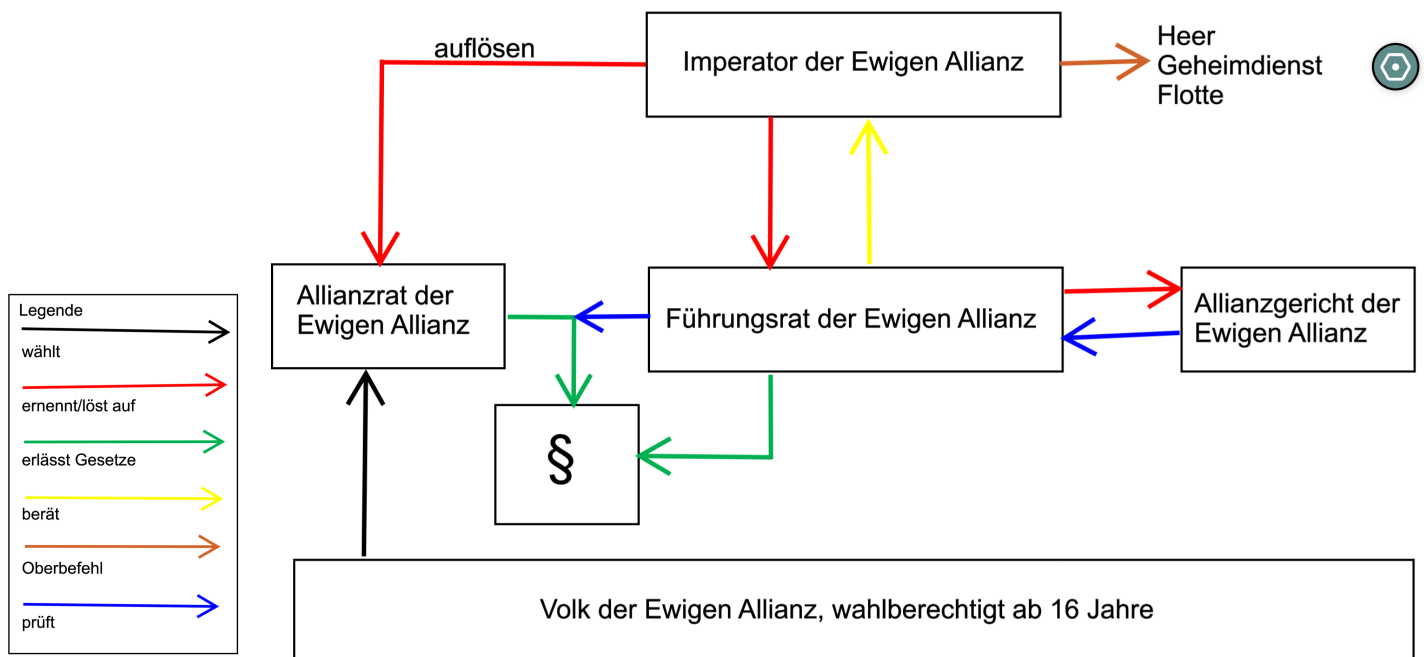 auflösen
Imperator der Ewigen Allianz
Heer
Geheimdienst
Flotte
Allianzrat der
Ewigen Allianz
Führungsrat der Ewigen Allianz
Allianzgericht der
Ewigen Allianz
§
Legende
wählt
ernennt/löst auf
erlässt Gesetze
berät
Oberbefehl
prüft
Volk der Ewigen Allianz, wahlberechtigt ab 16 Jahre